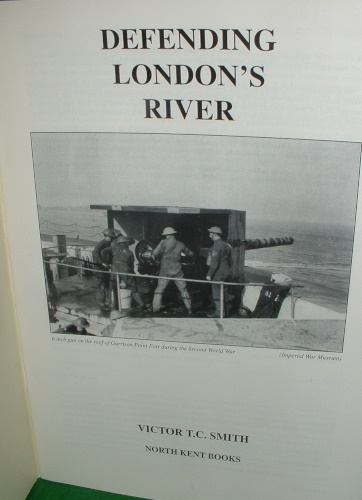 DEFENDING
LONDON'S
RIVER
6 inch gun on the roof of Garrison Point Fort during the Second World War
(Imperial War Museum)
VICTOR T.C. SMITH
NORTH KENT BOOKS